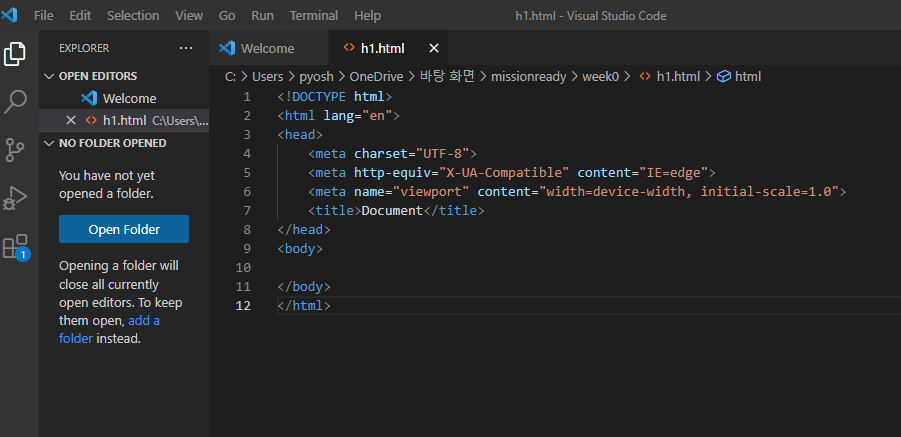 File Edit Selection View Go Run Terminal Help h1.html - Visual Studio Code
EXPLORER ···
Welcome
h1.html
OPEN EDITORS
Welcome
h1.html C:\Users\...
NO FOLDER OPENED
You have not yet
opened a folder.
Open Folder
Opening a folder will
close all currently
open editors. To keep
them open, add a
folder instead.
1
C: > Users > pyosh > OneDrive > 바탕 화면 > missionready > week0 > h1.html > html
1 <!DOCTYPE html>
2 <html lang="en">
3 <head>
4 <meta charset="UTF-8">
5 <meta http-equiv="X-UA-Compatible" content="IE=edge">
6 <meta name="viewport" content="width=device-width, initial-scale=1.0">
7 <title>Document</title>
8 </head>
9 <body>
10
11 </body>
12 </html>